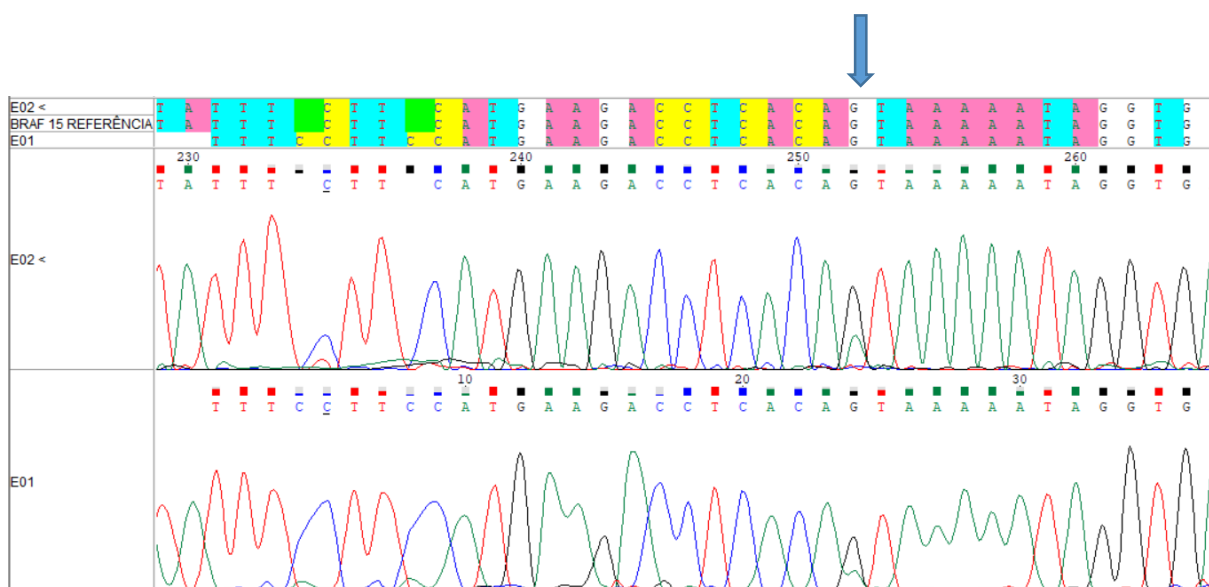 E02 < T A T T T C T T C A T G A A G A C C T C A C A G T A A A A A T A G G T G
BRAF 15 REFERÊNCIA T A T T T C T T C A T G A A G A C C T C A C A G T A A A A A T A G G T G
E01 T T T C C T T C C A T G A A G A C C T C A C A G T A A A A A T A G G T G
230 240 250 260
T A T T T C T T C A T G A A G A C C T C A C A G T A A A A A T A G G T G
E02 <
10 20 30
T T T C C T T C C A T G A A G A C C T C A C A G T A A A A A T A G G T G
E01